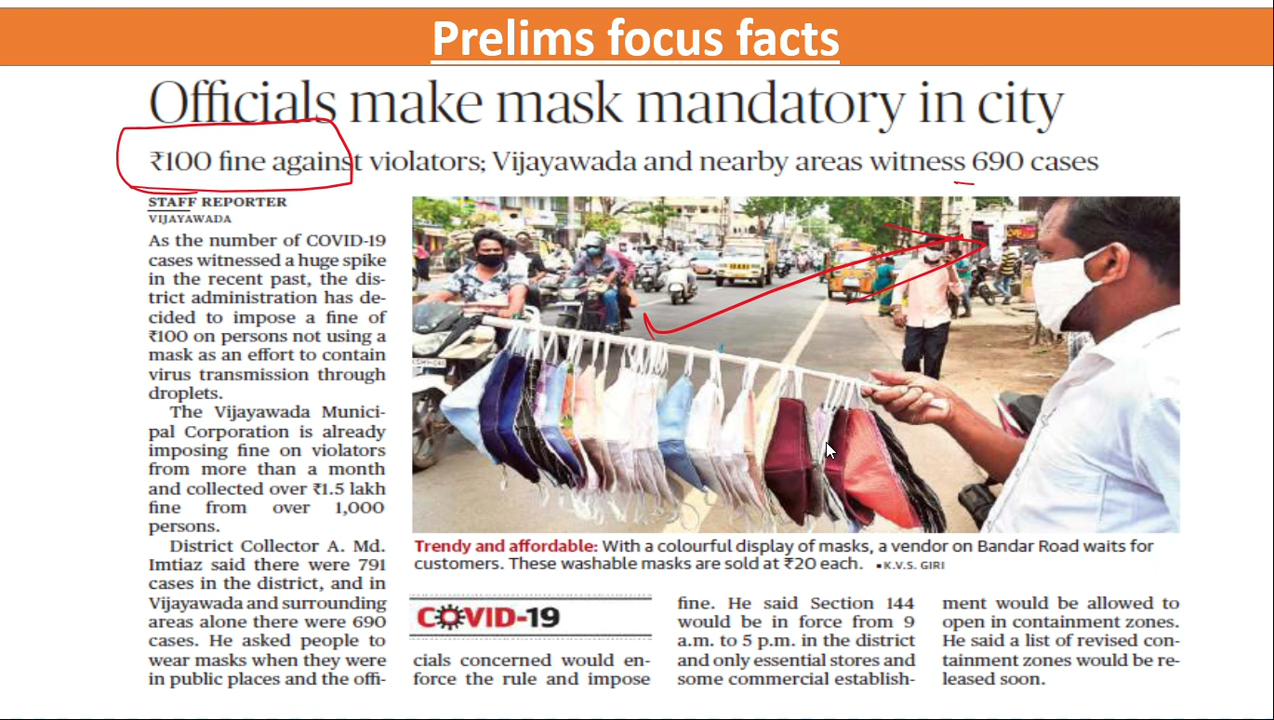 Prelims focus facts
Officials make mask mandatory in city
₹100 fine against violators; Vijayawada and nearby areas witness 690 cases
STAFF REPORTER
VIJAYAWADA
As the number of COVID-19
cases witnessed a huge spike
in the recent past, the dis-
trict administration has de-
cided to impose a fine of
₹100 on persons not using a
mask as an effort to contain
virus transmission through
droplets.
The Vijayawada Munici-
pal Corporation is already
imposing fine on violators
from more than a month
and collected over ₹1.5 lakh
fine from over 1,000
persons.
District Collector A. Md.
Imtiaz said there were 791
cases in the district, and in
Vijayawada and surrounding
areas alone there were 690
cases. He asked people to
wear masks when they were
in public places and the offi-
Trendy and affordable: With a colourful display of masks, a vendor on Bandar Road waits for
customers. These washable masks are sold at ₹20 each. ▪K.V.S. GIRI
COVID-19
cials concerned would en-
force the rule and impose
fine. He said Section 144
would be in force from 9
a.m. to 5 p.m. in the district
and only essential stores and
some commercial establish-
ment would be allowed to
open in containment zones.
He said a list of revised con-
tainment zones would be re-
leased soon.